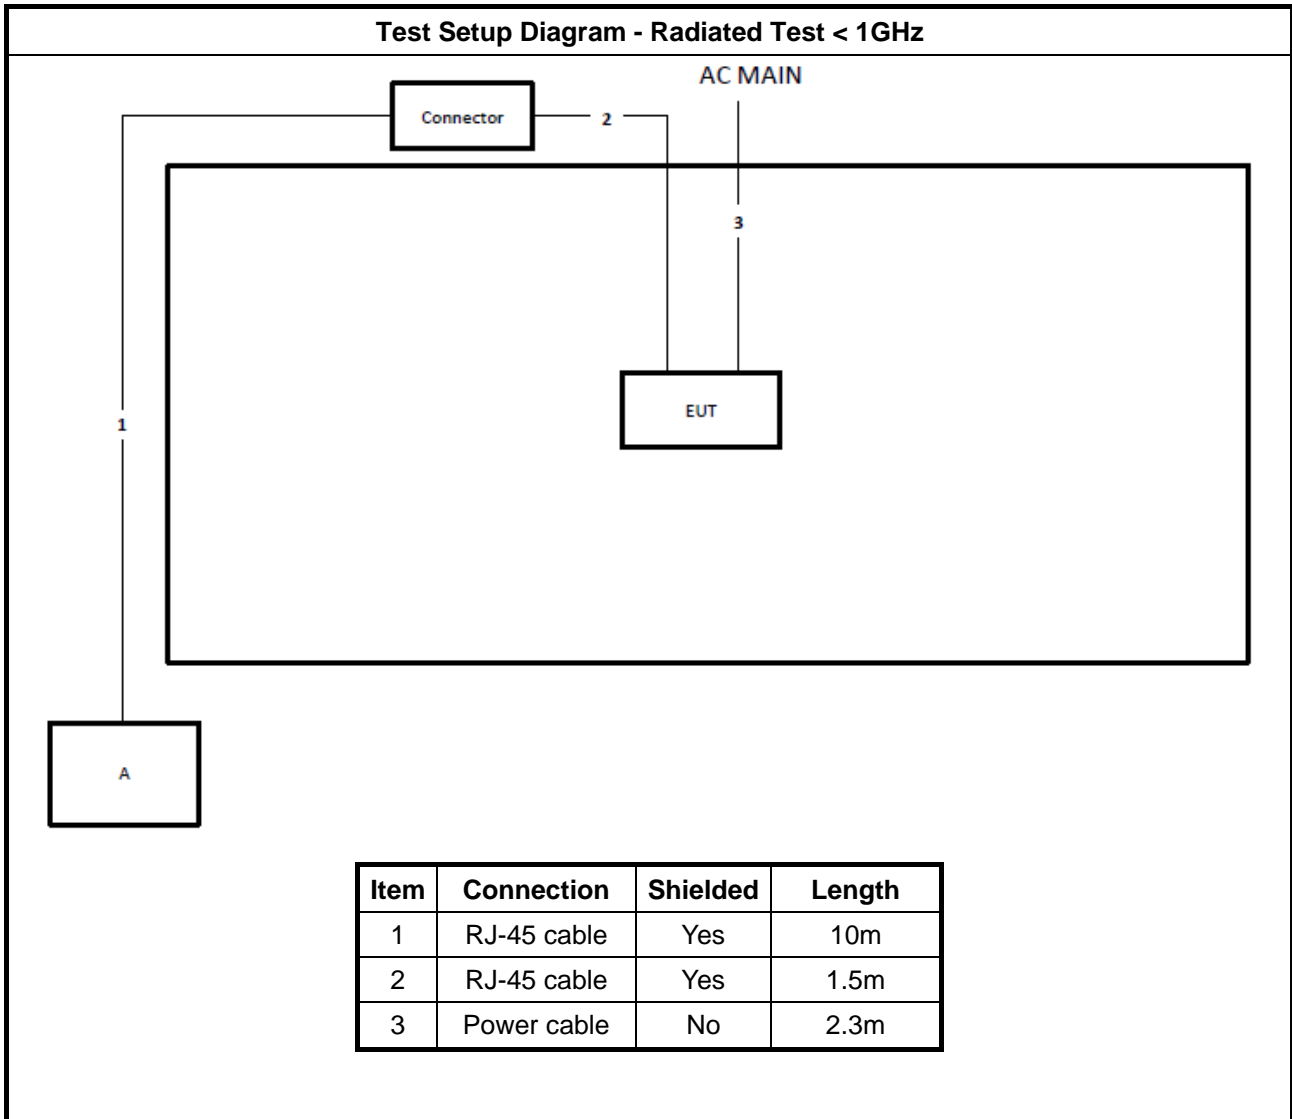 Test Setup Diagram - Radiated Test < 1GHz
AC MAIN
Connector
2
3
EUT
1
A
Item Connection Shielded Length
1 RJ-45 cable Yes 10m
2 RJ-45 cable Yes 1.5m
3 Power cable No 2.3m